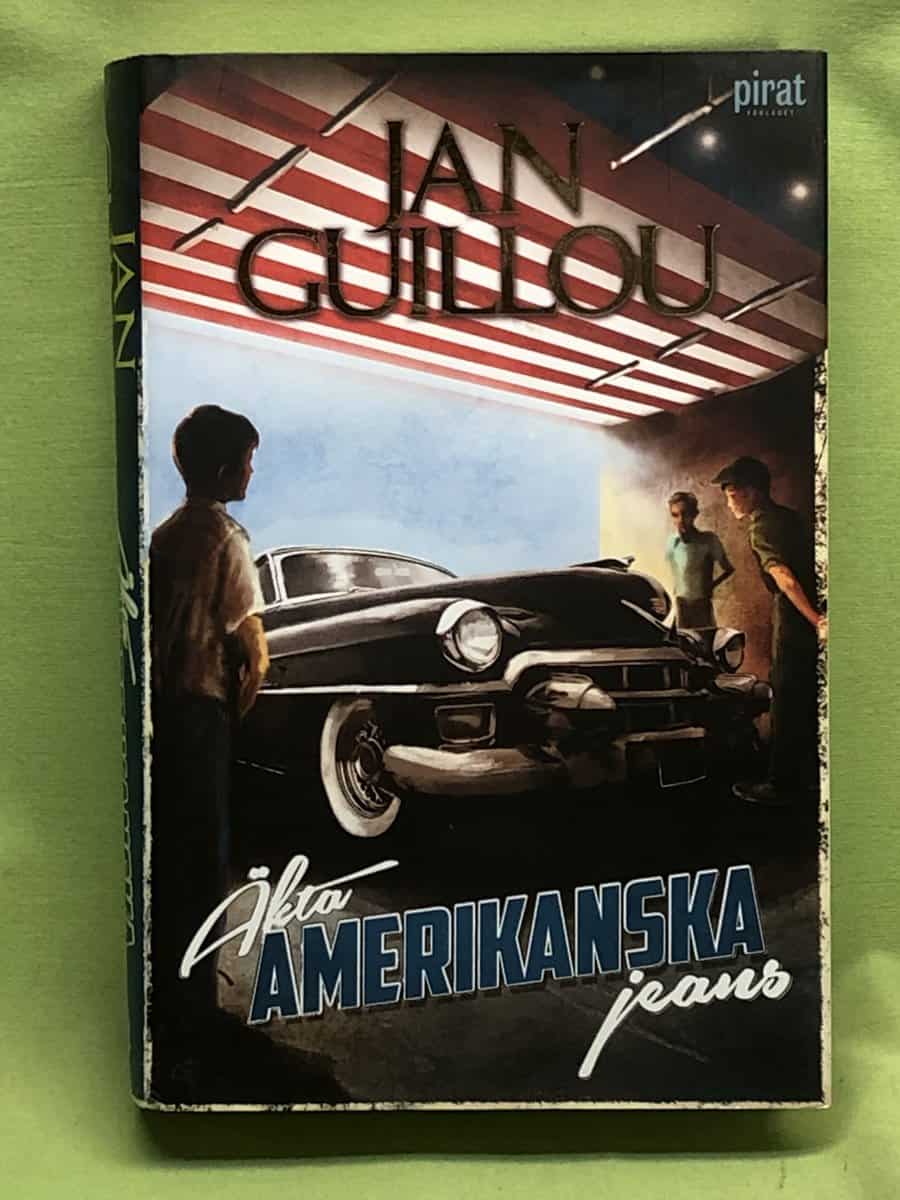 pirat
FÖRLAGET
JAN
GUILLOU
Äkta
AMERIKANSKA
jeans
JAN